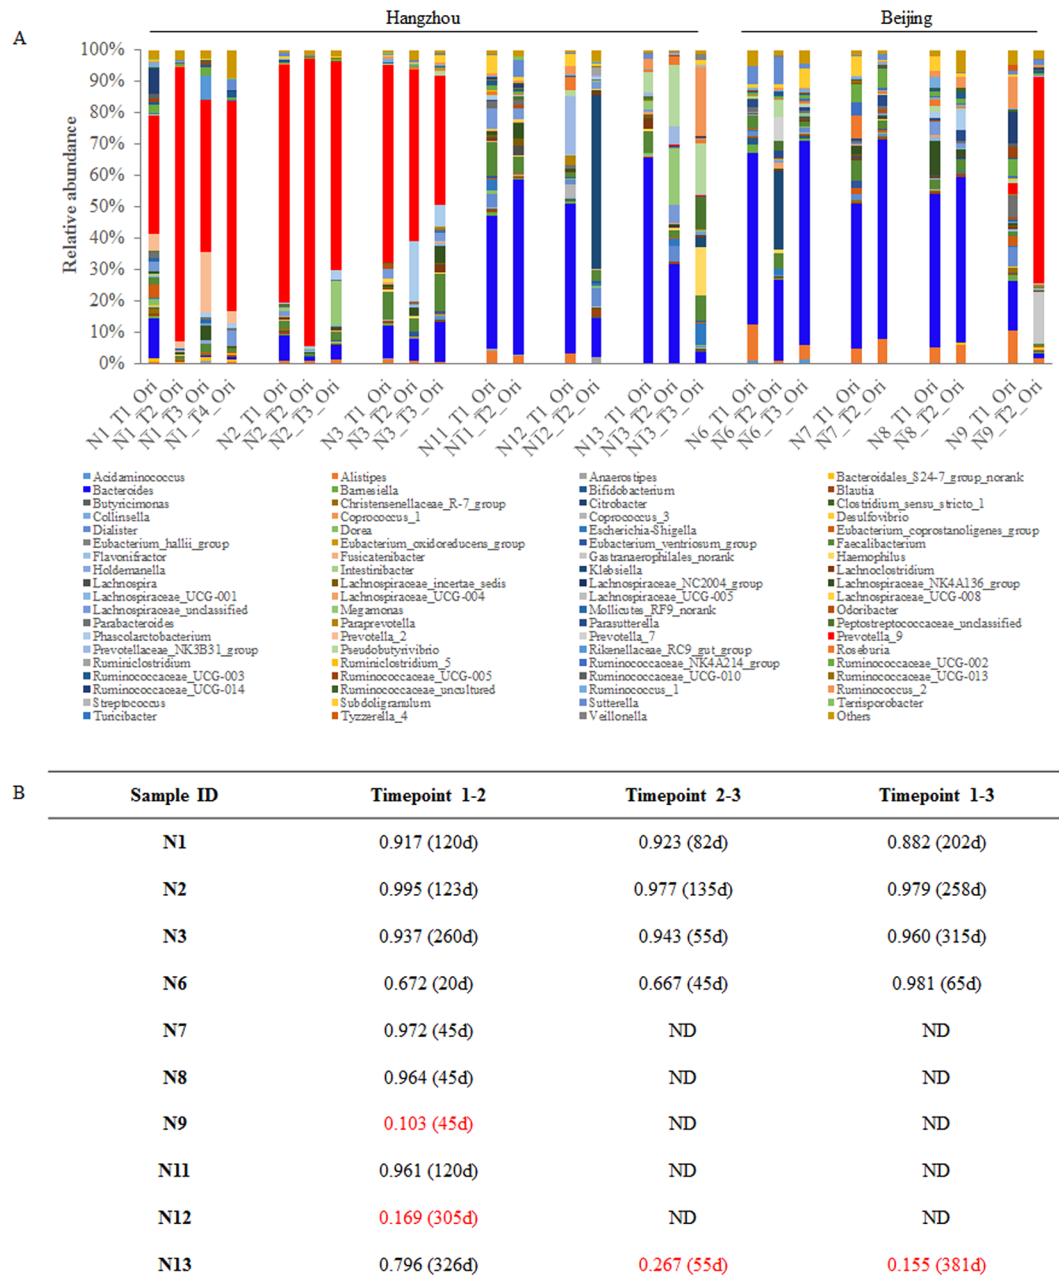 Hangzhou Beijing
A
100%
90%
80%
70%
60%
50%
40%
30%
20%
10%
0%
Relative abundance
N1_T1_Ori
N1_T2_Ori
N1_T3_Ori
N1_T4_Ori
N2_T1_Ori
N2_T2_Ori
N2_T3_Ori
N3_T1_Ori
N3_T2_Ori
N3_T3_Ori
N11_T1_Ori
N11_T2_Ori
N12_T1_Ori
N12_T2_Ori
N13_T1_Ori
N13_T2_Ori
N13_T3_Ori
N6_T1_Ori
N6_T2_Ori
N6_T3_Ori
N7_T1_Ori
N7_T2_Ori
N8_T1_Ori
N8_T2_Ori
N9_T1_Ori
N9_T2_Ori
Acidaminococcus Alistipes Anaerostipes Bacteroidales_S24-7_group_norank
Bacteroides Barnesiella Bifidobacterium Blautia
Butyricimonas Christensenellaceae_R-7_group Citrobacter Clostridium_sensu_stricto_1
Collinsella Coprococcus_1 Coprococcus_3 Desulfovibrio
Dialister Dorea Escherichia-Shigella Eubacterium_coprostanoligenes_group
Eubacterium_hallii_group Eubacterium_oxidoreducens_group Eubacterium_ventriosum_group Faecalibacterium
Flavonifractor Fusicatenibacter Gastranaerophilales_norank Haemophilus
Holdemanella Intestinibacter Klebsiella Lachnoclostridium
Lachnospira Lachnospiraceae_incertae_sedis Lachnospiraceae_NC2004_group Lachnospiraceae_NK4A136_group
Lachnospiraceae_UCG-001 Lachnospiraceae_UCG-004 Lachnospiraceae_UCG-005 Lachnospiraceae_UCG-008
Lachnospiraceae_unclassified Megamonas Mollicutes_RF9_norank Odoribacter
Parabacteroides Paraprevotella Parasutterella Peptostreptococcaceae_unclassified
Phascolarctobacterium Prevotella_2 Prevotella_7 Prevotella_9
Prevotellaceae_NK3B31_group Pseudobutyrivibrio Rikenellaceae_RC9_gut_group Roseburia
Ruminiclostridium Ruminiclostridium_5 Ruminococcaceae_NK4A214_group Ruminococcaceae_UCG-002
Ruminococcaceae_UCG-003 Ruminococcaceae_UCG-005 Ruminococcaceae_UCG-010 Ruminococcaceae_UCG-013
Ruminococcaceae_UCG-014 Ruminococcaceae_uncultured Ruminococcus_1 Ruminococcus_2
Streptococcus Subdoligranulum Sutterella Terrisporobacter
Turicibacter Tyzzerella_4 Veillonella Others
B
Sample ID Timepoint 1-2 Timepoint 2-3 Timepoint 1-3
N1 0.917 (120d) 0.923 (82d) 0.882 (202d)
N2 0.995 (123d) 0.977 (135d) 0.979 (258d)
N3 0.937 (260d) 0.943 (55d) 0.960 (315d)
N6 0.672 (20d) 0.667 (45d) 0.981 (65d)
N7 0.972 (45d) ND ND
N8 0.964 (45d) ND ND
N9 0.103 (45d) ND ND
N11 0.961 (120d) ND ND
N12 0.169 (305d) ND ND
N13 0.796 (326d) 0.267 (55d) 0.155 (381d)